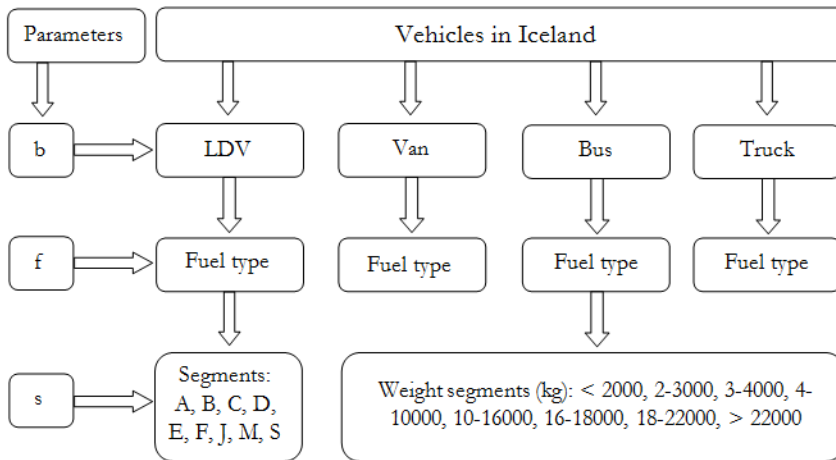 Parameters
Vehicles in Iceland
b
LDV
Van
Bus
Truck
f
Fuel type
Fuel type
Fuel type
Fuel type
s
Segments:
A, B, C, D,
E, F, J, M, S
Weight segments (kg): < 2000, 2-3000, 3-4000, 4-
10000, 10-16000, 16-18000, 18-22000, > 22000